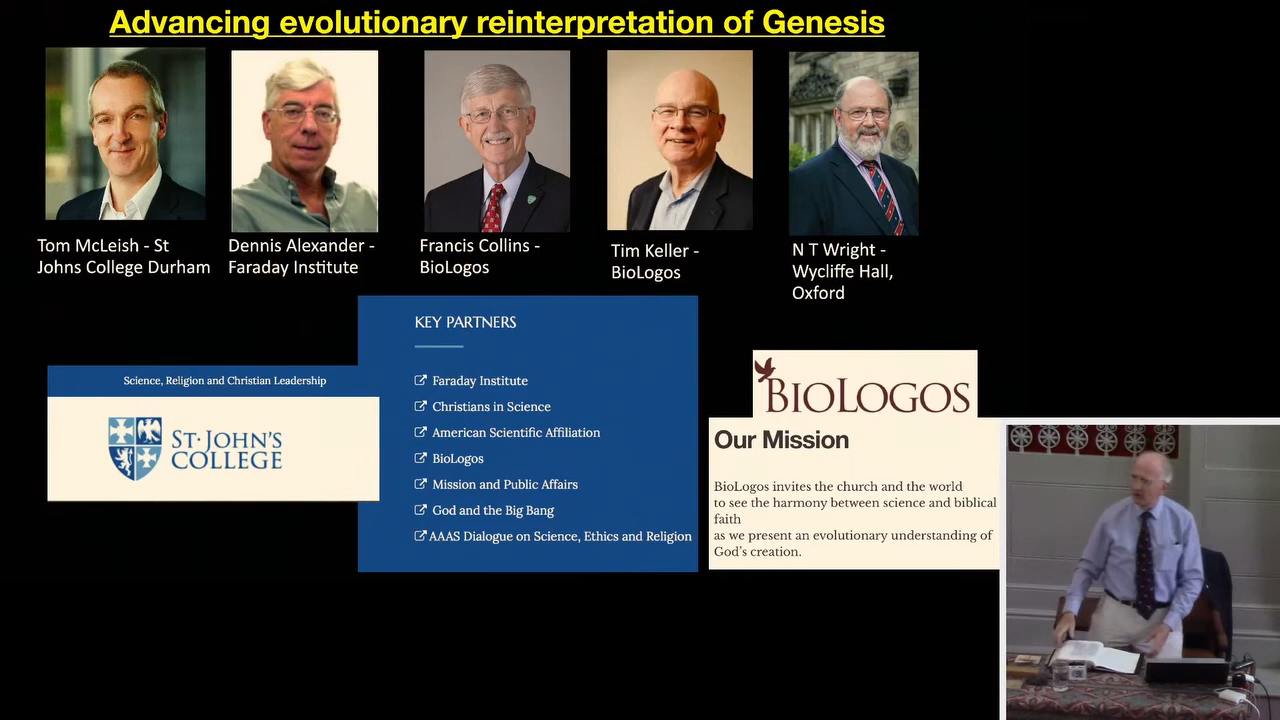 Advancing evolutionary reinterpretation of Genesis
Tom McLeish - St
Johns College Durham
Dennis Alexander -
Faraday Institute
Francis Collins -
BioLogos
Tim Keller -
BioLogos
N T Wright -
Wycliffe Hall,
Oxford
Science, Religion and Christian Leadership
ST·JOHN'S
COLLEGE
KEY PARTNERS
Faraday Institute
Christians in Science
American Scientific Affiliation
BioLogos
Mission and Public Affairs
God and the Big Bang
AAAS Dialogue on Science, Ethics and Religion
BIOLOGOS
Our Mission
BioLogos invites the church and the world
to see the harmony between science and biblical
faith
as we present an evolutionary understanding of
God's creation.